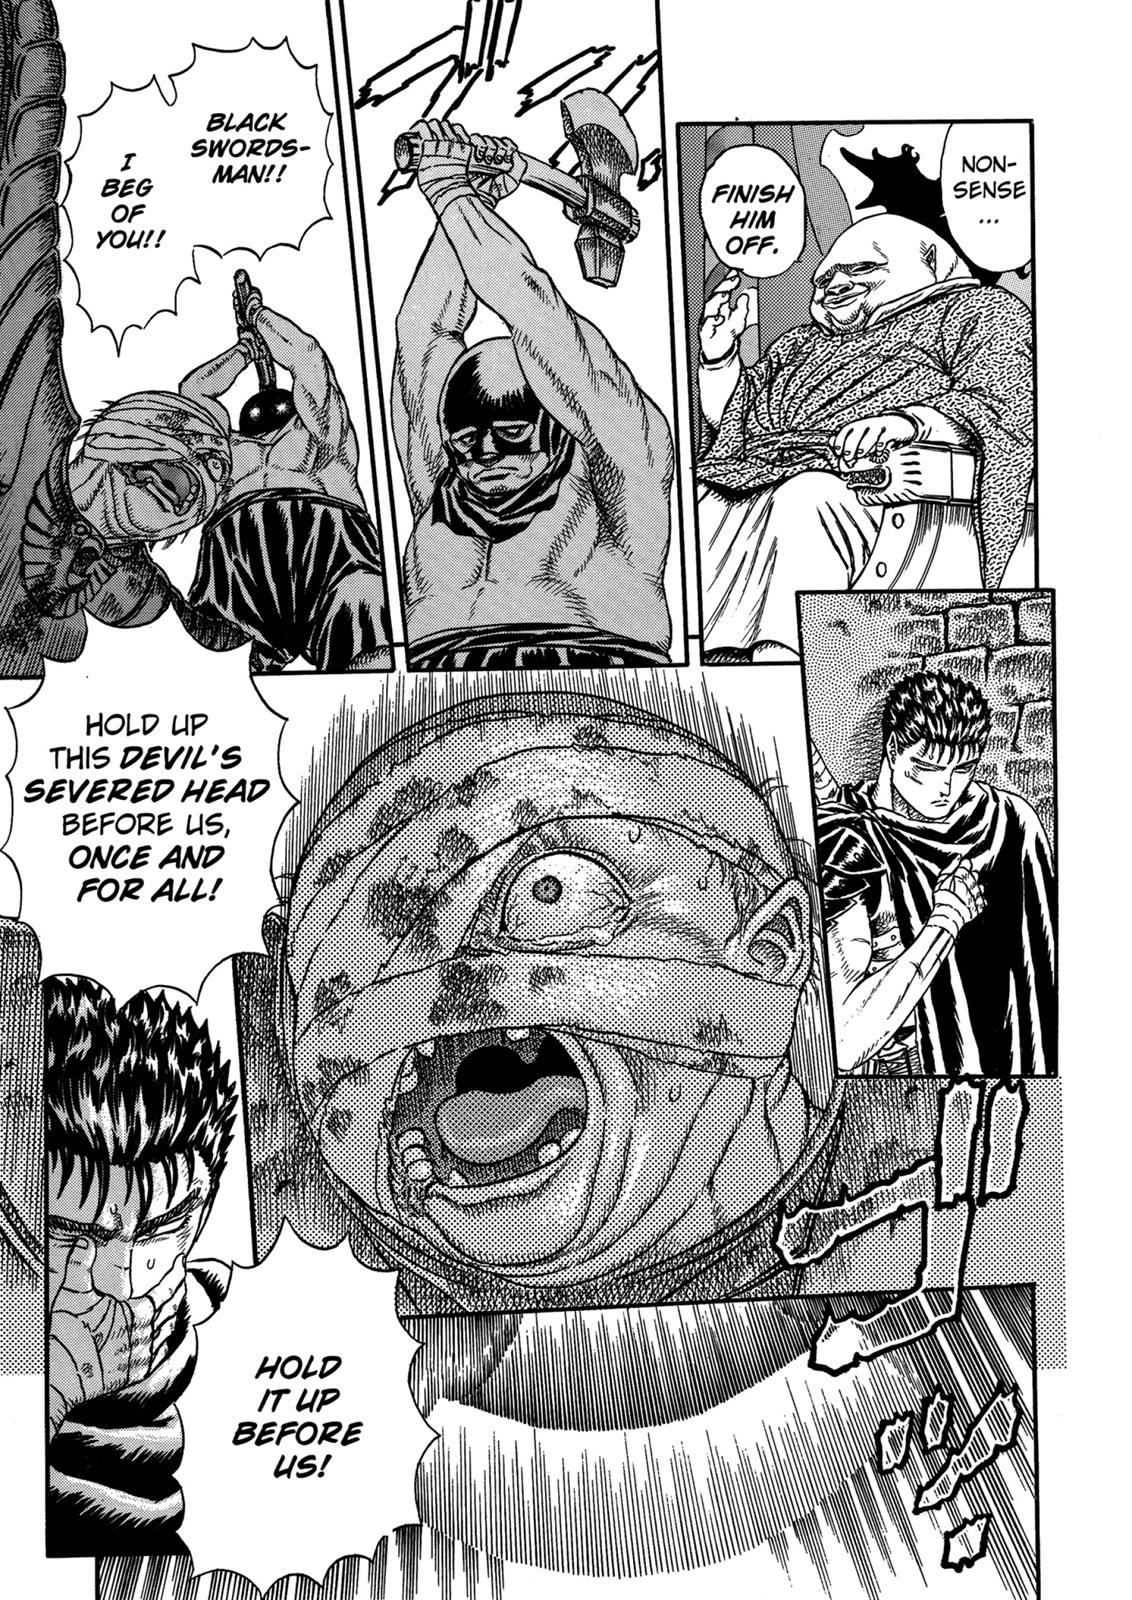 NON-
SENSE
...
FINISH
HIM
OFF.
BLACK
SWORDS-
MAN!!
I
BEG
OF
YOU!!
HOLD UP
THIS DEVIL'S
SEVERED HEAD
BEFORE US,
ONCE AND
FOR ALL!
HOLD
IT UP
BEFORE
US!